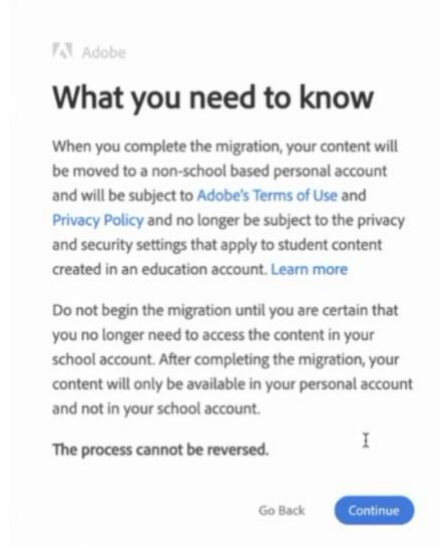 Adobe
What you need to know
When you complete the migration, your content will
be moved to a non-school based personal account
and will be subject to Adobe's Terms of Use and
Privacy Policy and no longer be subject to the privacy
and security settings that apply to student content
created in an education account. Learn more
Do not begin the migration until you are certain that
you no longer need to access the content in your
school account. After completing the migration, your
content will only be available in your personal account
and not in your school account.
The process cannot be reversed.
Go Back Continue